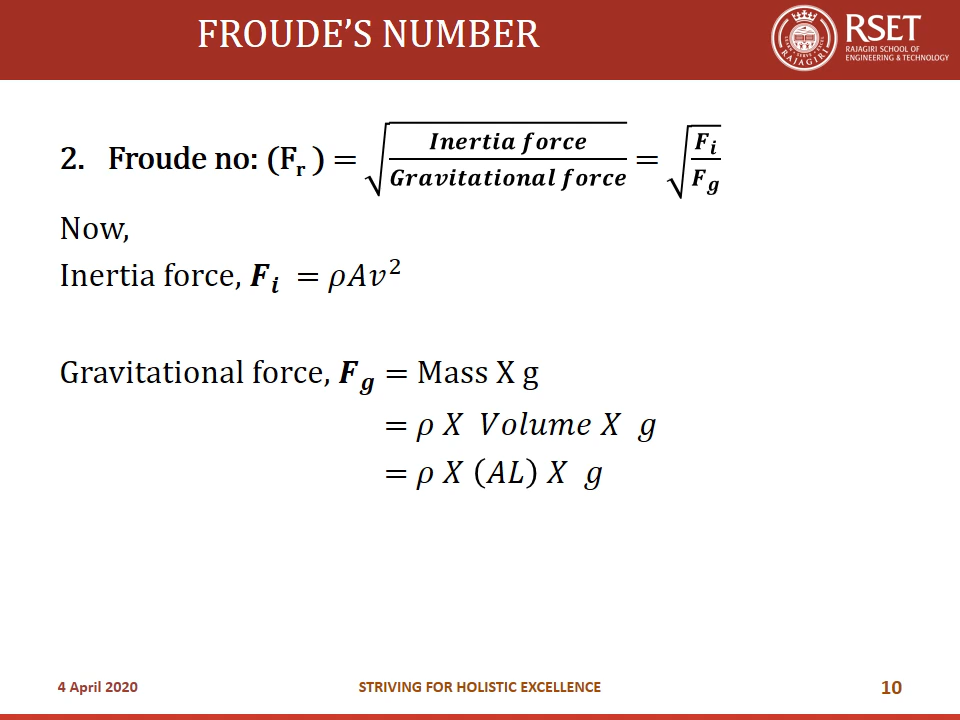 FROUDE’S NUMBER
RSET
RAJAGIRI SCHOOL OF
ENGINEERING & TECHNOLOGY
RAJAGIRI
2. Froude no: (Fr ) = √(Inertia force / Gravitational force) = √(Fi / Fg)
Now,
Inertia force, Fi = ρAv²
Gravitational force, Fg = Mass X g
= ρ X Volume X g
= ρ X (AL) X g
4 April 2020
STRIVING FOR HOLISTIC EXCELLENCE
10